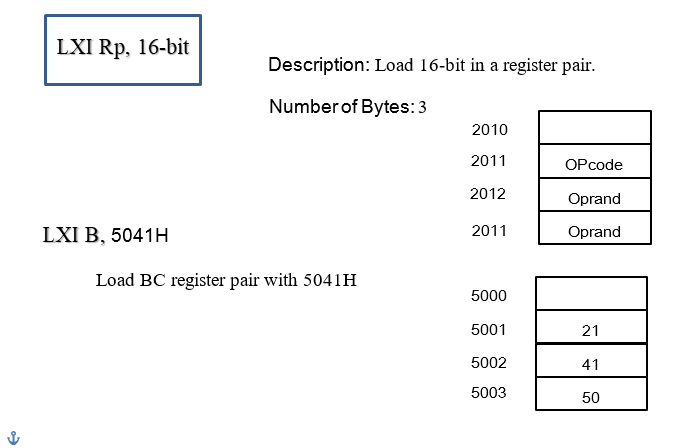 LXI Rp, 16-bit
Description: Load 16-bit in a register pair.
Number of Bytes: 3
2010
2011 OPcode
2012 Oprand
2011 Oprand
LXI B, 5041H
Load BC register pair with 5041H
5000
5001 21
5002 41
5003 50